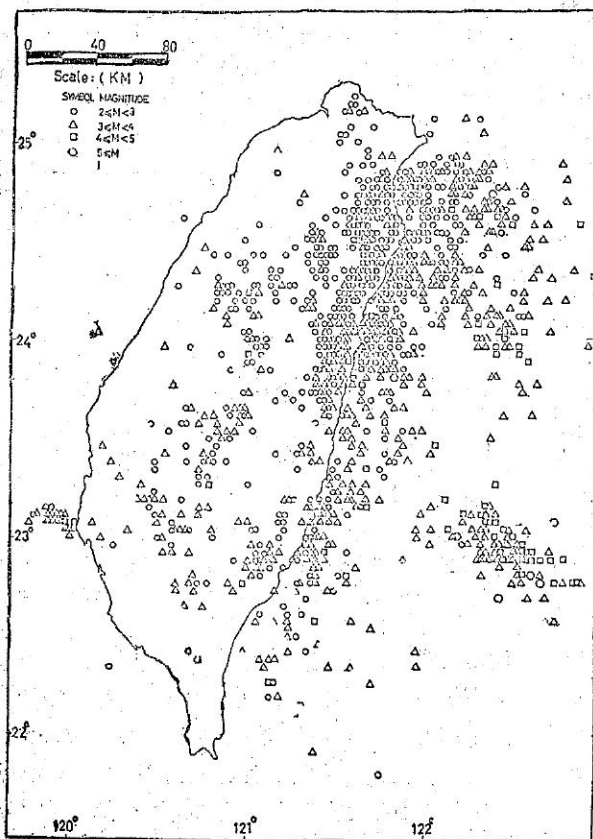 0 40 80
Scale: (KM)
SYMBOL MAGNITUDE
○ 2≤M<3
△ 3≤M<4
□ 4≤M<5
○ 5≤M
25°
24°
23°
22°
120° 121° 122°